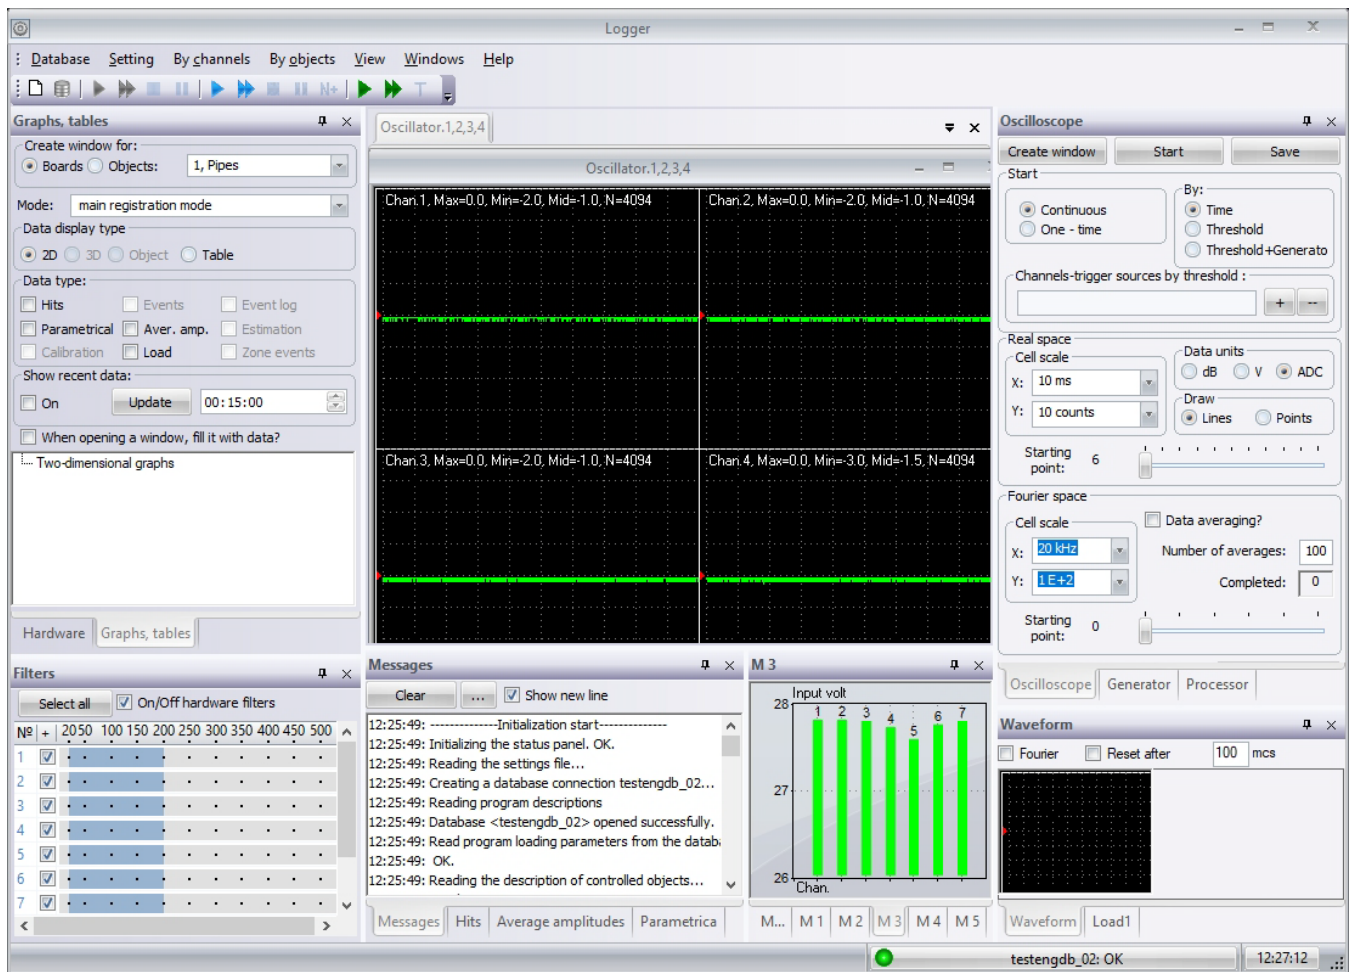 Logger
Database Setting By channels By objects View Windows Help
N+ T
Graphs, tables
Create window for:
Boards Objects: 1, Pipes
Mode: main registration mode
Data display type
2D 3D Object Table
Data type:
Hits Events Event log
Parametrical Aver. amp. Estimation
Calibration Load Zone events
Show recent data:
On Update 00:15:00
When opening a window, fill it with data?
Two-dimensional graphs
Hardware Graphs, tables
Filters
Select all On/Off hardware filters
Nº + 20 50 100 150 200 250 300 350 400 450 500
1
2
3
4
5
6
7
Oscillator.1,2,3,4
Oscillator.1,2,3,4
Chan.1, Max=0.0, Min=-2.0, Mid=-1.0, N=4094
Chan.2, Max=0.0, Min=-2.0, Mid=-1.0, N=4094
Chan.3, Max=0.0, Min=-2.0, Mid=-1.0, N=4094
Chan.4, Max=0.0, Min=-3.0, Mid=-1.5, N=4094
Messages
Clear ... Show new line
12:25:49: ---------------Initialization start---------------
12:25:49: Initializing the status panel. OK.
12:25:49: Reading the settings file...
12:25:49: Creating a database connection testengdb_02...
12:25:49: Reading program descriptions
12:25:49: Database <testengdb_02> opened successfully.
12:25:49: Read program loading parameters from the datab
12:25:49: OK.
12:25:49: Reading the description of controlled objects...
Messages Hits Average amplitudes Parametrica
M 3
Input volt
28
1 2 3 4 5 6 7
27
26
Chan.
M... M 1 M 2 M 3 M 4 M 5
Oscilloscope
Create window Start Save
Start
Continuous
One - time
By:
Time
Threshold
Threshold+Generato
Channels-trigger sources by threshold :
+ --
Real space
Cell scale
X: 10 ms
Y: 10 counts
Data units
dB V ADC
Draw
Lines Points
Starting point: 6
Fourier space
Cell scale
X: 20 kHz
Y: 1E+2
Data averaging?
Number of averages: 100
Completed: 0
Starting point: 0
Oscilloscope Generator Processor
Waveform
Fourier Reset after 100 mcs
Waveform Load1
testengdb_02: OK 12:27:12